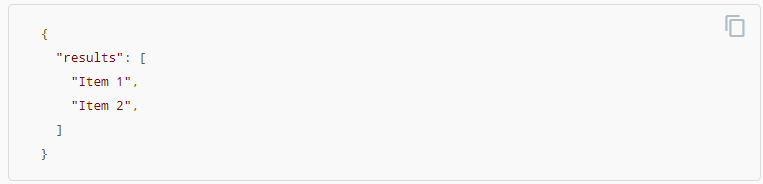 {
  "results": [
    "Item 1",
    "Item 2",
  ]
}